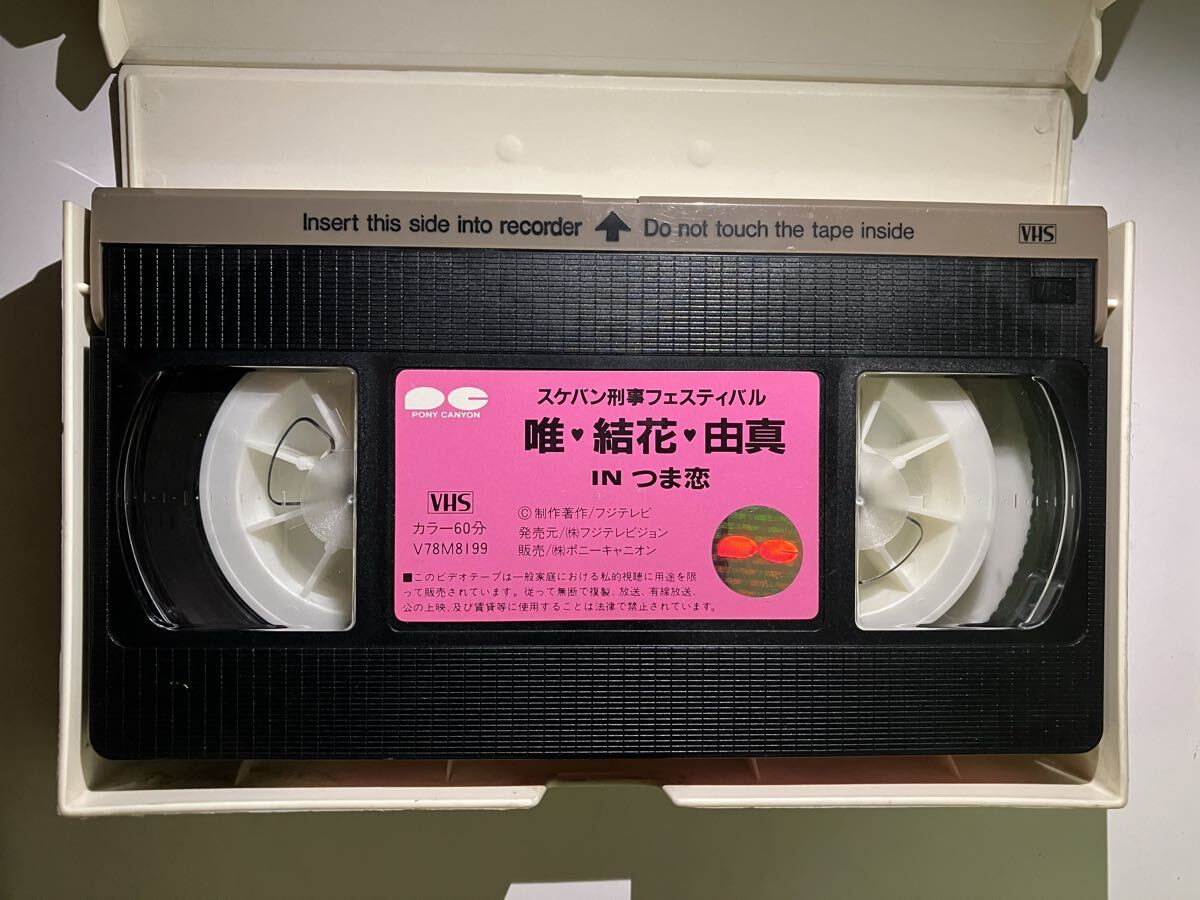 Insert this side into recorder ↑ Do not touch the tape inside
VHS
PC
PONY CANYON
スケバン刑事フェスティバル
唯♥結花♥由真
IN つま恋
VHS
カラー60分
V78M8199
Ⓒ制作著作/フジテレビ
発売元/㈱フジテレビジョン
販売/㈱ポニーキャニオン
■このビデオテープは一般家庭における私的視聴に用途を限
って販売されています。従って無断で複製、放送、有線放送、
公の上映、及び賃貸等に使用することは法律で禁止されています。